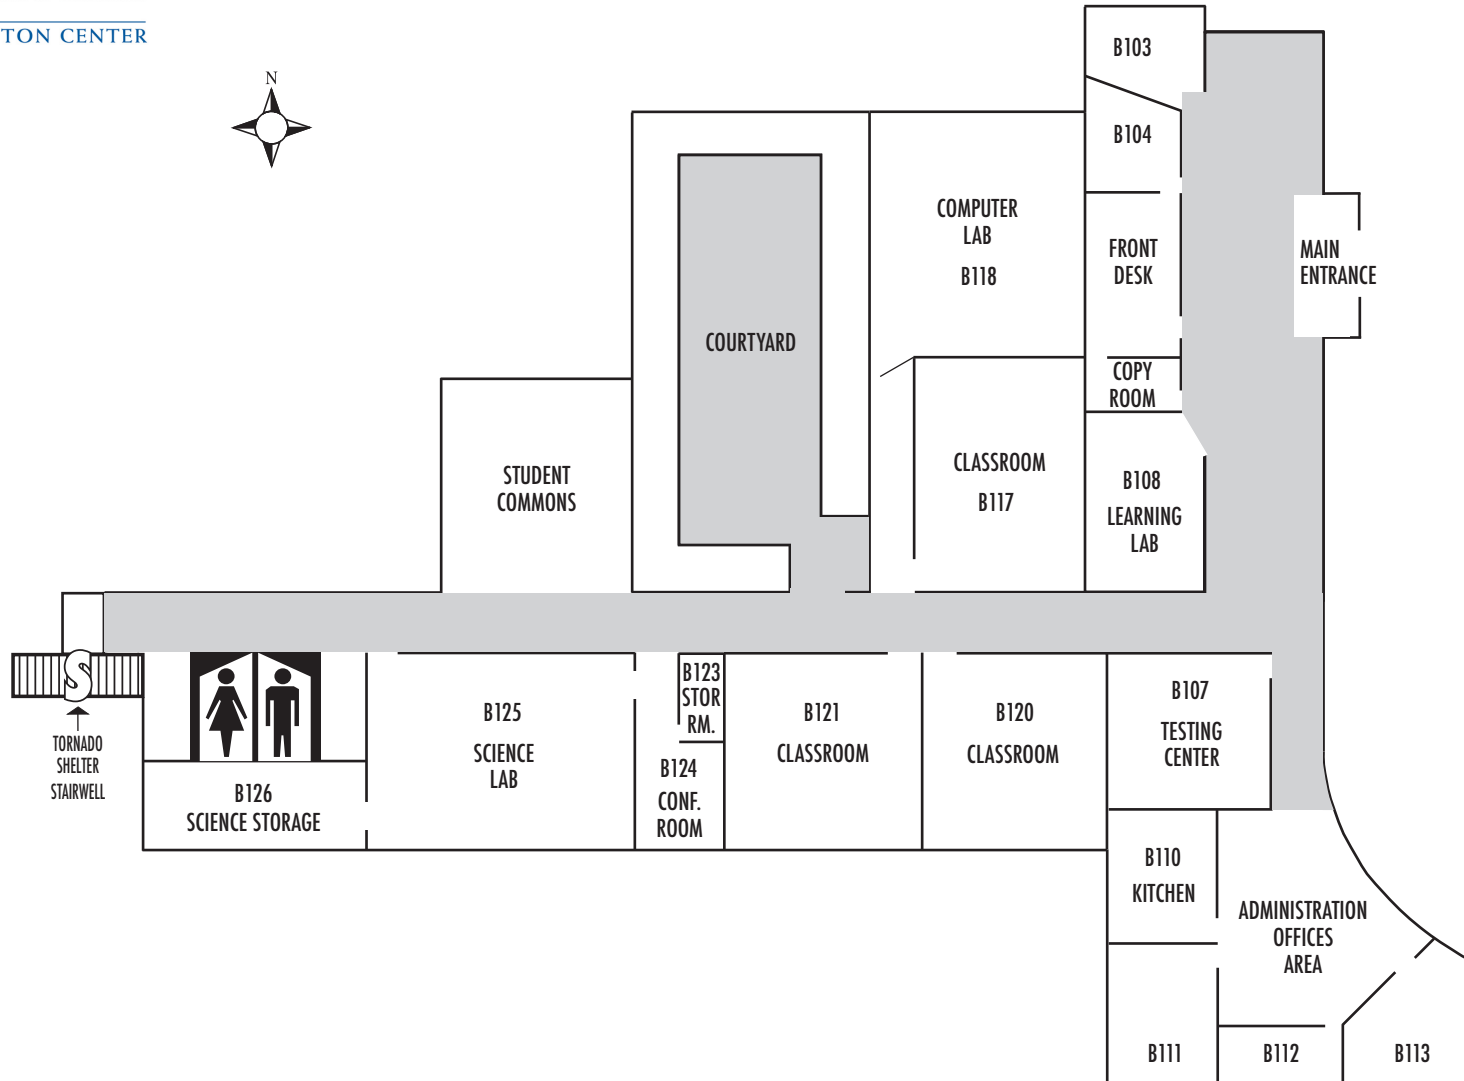 TON CENTER
N
B103
B104
COMPUTER
LAB
B118
FRONT
DESK
MAIN
ENTRANCE
COURTYARD
COPY
ROOM
STUDENT
COMMONS
CLASSROOM
B117
B108
LEARNING
LAB
S
TORNADO
SHELTER
STAIRWELL
B126
SCIENCE STORAGE
B125
SCIENCE
LAB
B123
STOR
RM.
B124
CONF.
ROOM
B121
CLASSROOM
B120
CLASSROOM
B107
TESTING
CENTER
B110
KITCHEN
ADMINISTRATION
OFFICES
AREA
B111
B112
B113